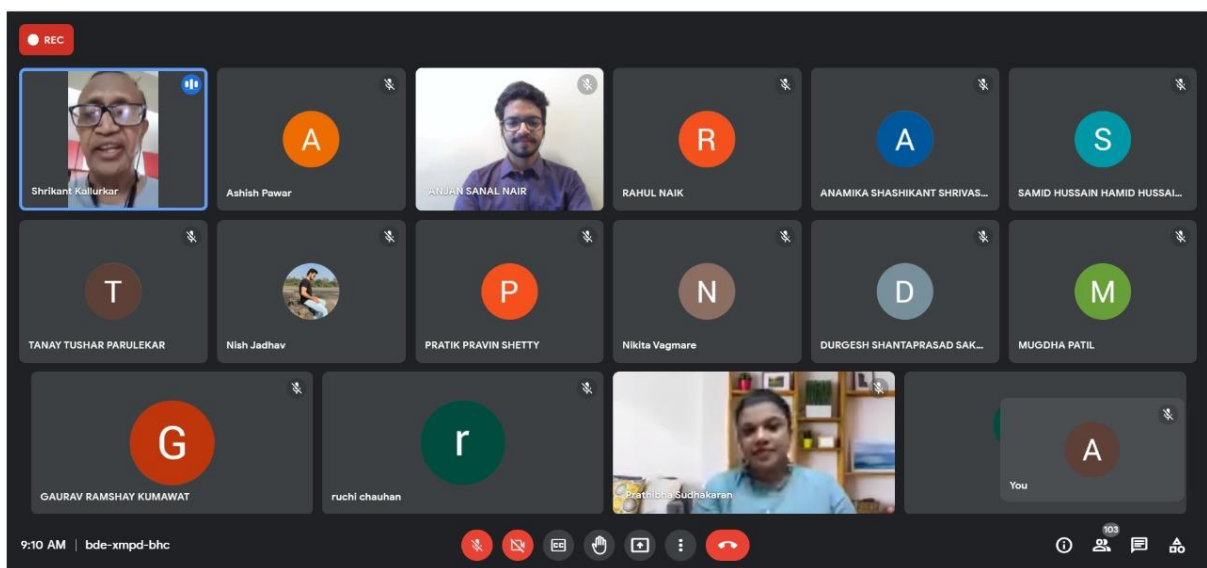 REC
Shrikant Kallurkar
A
Ashish Pawar
ANJAN SANAL NAIR
R
RAHUL NAIK
A
ANAMIKA SHASHIKANT SHRIVAS...
S
SAMID HUSSAIN HAMID HUSSAI...
T
TANAY TUSHAR PARULEKAR
Nish Jadhav
P
PRATIK PRAVIN SHETTY
N
Nikita Vagmare
D
DURGESH SHANTAPRASAD SAK...
M
MUGDHA PATIL
G
GAURAV RAMSHAY KUMAWAT
r
ruchi chauhan
Prathibha Sudhakaran
A
You
9:10 AM | bde-xmpd-bhc
CC
103